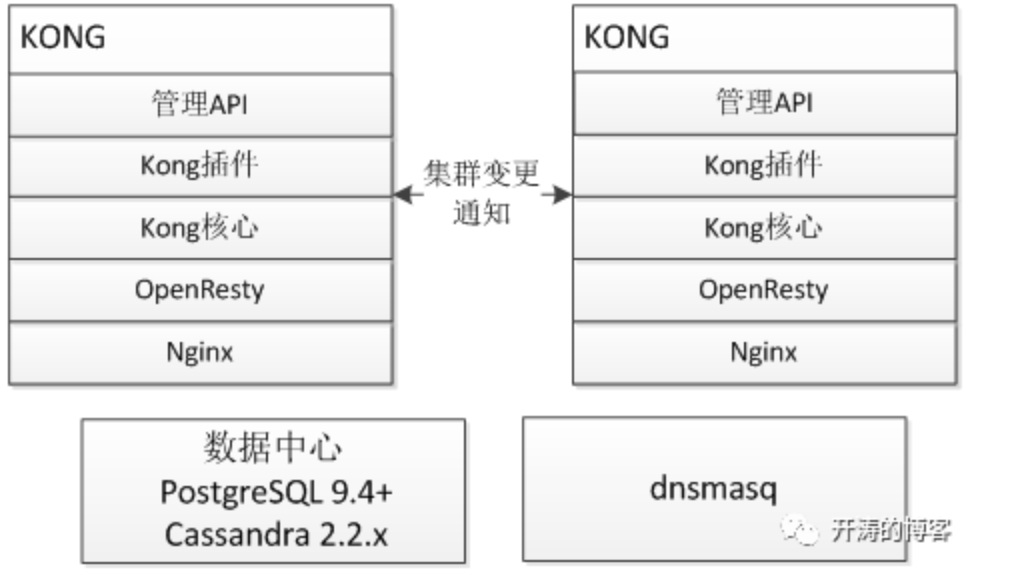 KONG
管理API
Kong插件
Kong核心
OpenResty
Nginx
集群变更
通知
KONG
管理API
Kong插件
Kong核心
OpenResty
Nginx
数据中心
PostgreSQL 9.4+
Cassandra 2.2.x
dnsmasq
开涛的博客